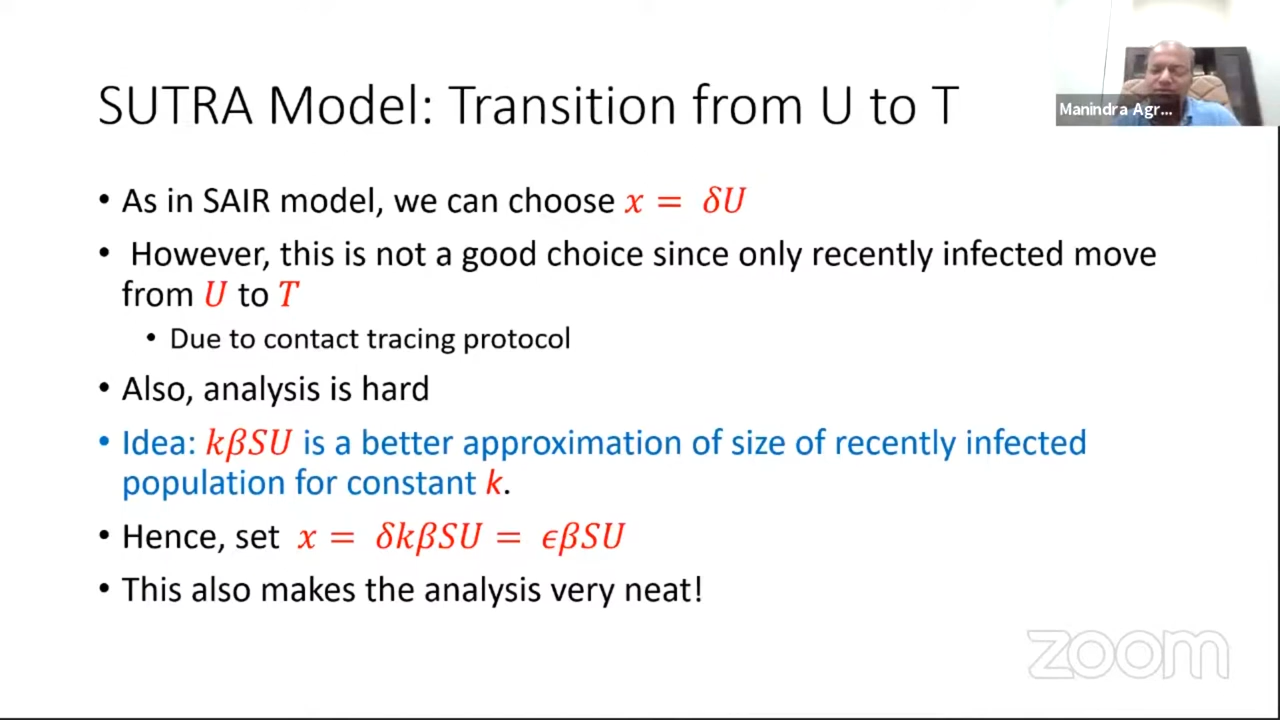 SUTRA Model: Transition from U to T
Manindra Agr...
• As in SAIR model, we can choose x = δU
• However, this is not a good choice since only recently infected move
from U to T
• Due to contact tracing protocol
• Also, analysis is hard
• Idea: kβSU is a better approximation of size of recently infected
population for constant k.
• Hence, set x = δkβSU = ϵβSU
• This also makes the analysis very neat!
zoom